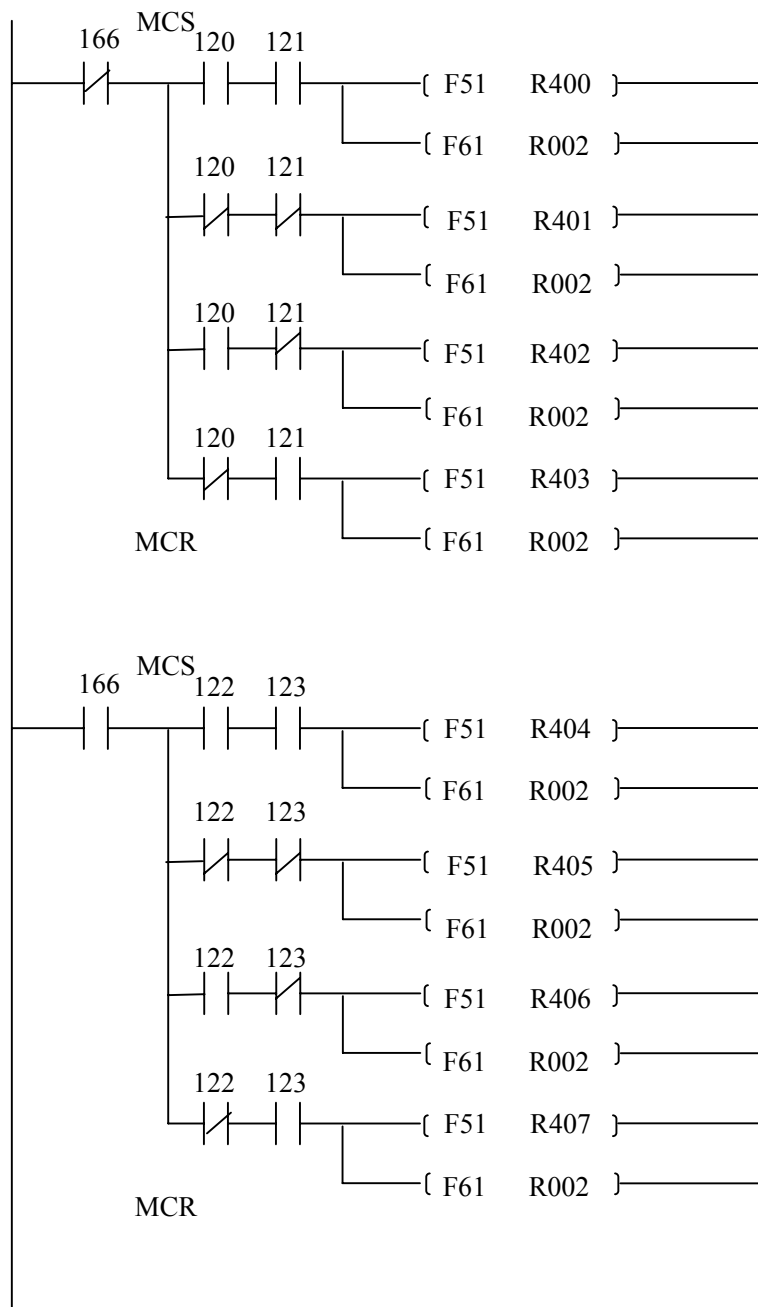 MCS
166 120 121
F51 R400
F61 R002
120 121
F51 R401
F61 R002
120 121
F51 R402
F61 R002
120 121
F51 R403
F61 R002
MCR
MCS
166 122 123
F51 R404
F61 R002
122 123
F51 R405
F61 R002
122 123
F51 R406
F61 R002
122 123
F51 R407
F61 R002
MCR